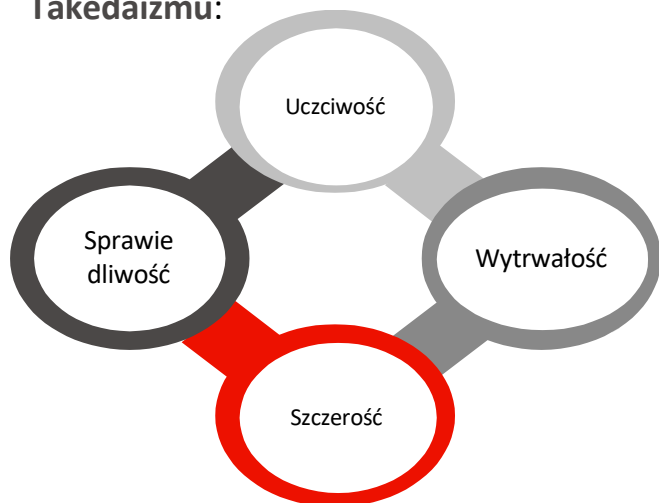 Takedaizmu:
Uczciwość
Sprawie
dliwość
Wytrwałość
Szczerość